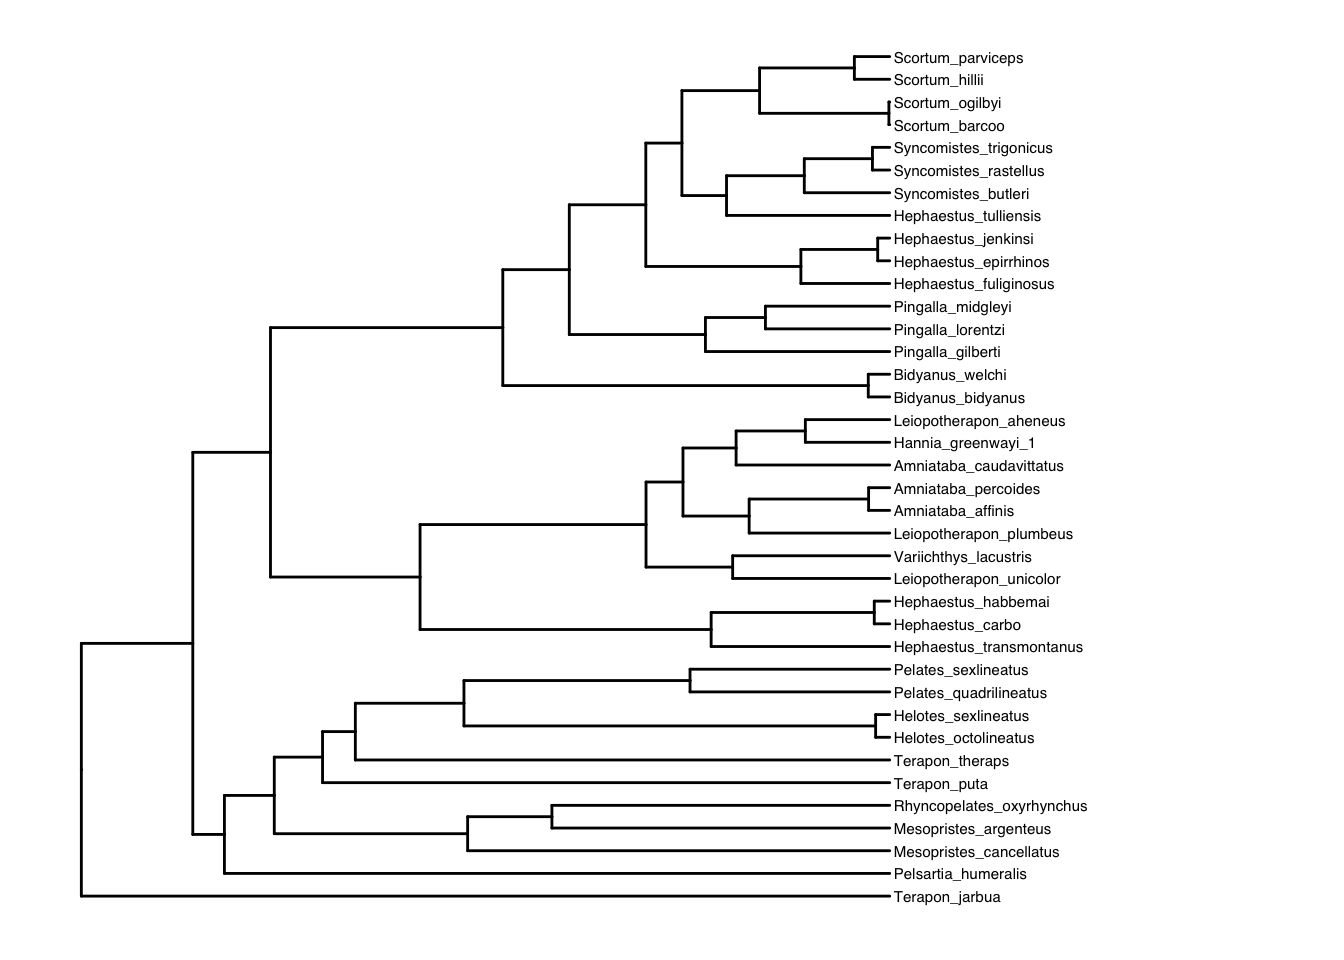 Scortum_parviceps
Scortum_hillii
Scortum_ogilbyi
Scortum_barcoo
Syncomistes_trigonicus
Syncomistes_rastellus
Syncomistes_butleri
Hephaestus_tulliensis
Hephaestus_jenkinsi
Hephaestus_epirrhinos
Hephaestus_fuliginosus
Pingalla_midgleyi
Pingalla_lorentzi
Pingalla_gilberti
Bidyanus_welchi
Bidyanus_bidyanus
Leiopotherapon_aheneus
Hannia_greenwayi_1
Amniataba_caudavittatus
Amniataba_percoides
Amniataba_affinis
Leiopotherapon_plumbeus
Variichthys_lacustris
Leiopotherapon_unicolor
Hephaestus_habbemai
Hephaestus_carbo
Hephaestus_transmontanus
Pelates_sexlineatus
Pelates_quadrilineatus
Helotes_sexlineatus
Helotes_octolineatus
Terapon_theraps
Terapon_puta
Rhyncopelates_oxyrhynchus
Mesopristes_argenteus
Mesopristes_cancellatus
Pelsartia_humeralis
Terapon_jarbua